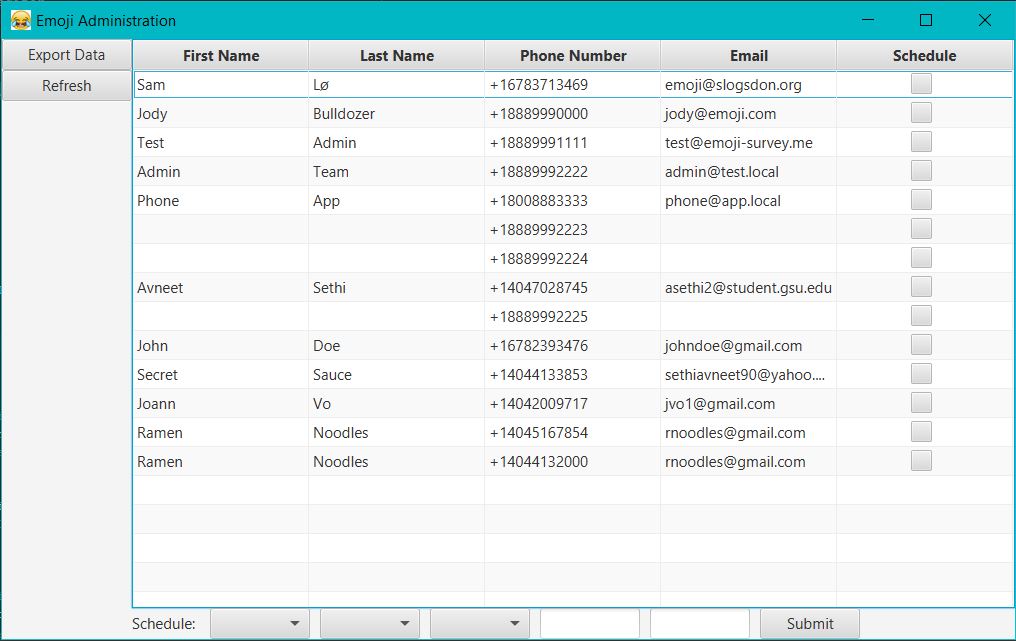 Emoji Administration
Export Data
Refresh
First Name Last Name Phone Number Email Schedule
Sam Lø +16783713469 emoji@slogsdon.org
Jody Bulldozer +18889990000 jody@emoji.com
Test Admin +18889991111 test@emoji-survey.me
Admin Team +18889992222 admin@test.local
Phone App +18008883333 phone@app.local
+18889992223
+18889992224
Avneet Sethi +14047028745 asethi2@student.gsu.edu
+18889992225
John Doe +16782393476 johndoe@gmail.com
Secret Sauce +14044133853 sethiavneet90@yahoo....
Joann Vo +14042009717 jvo1@gmail.com
Ramen Noodles +14045167854 rnoodles@gmail.com
Ramen Noodles +14044132000 rnoodles@gmail.com
Schedule: Submit